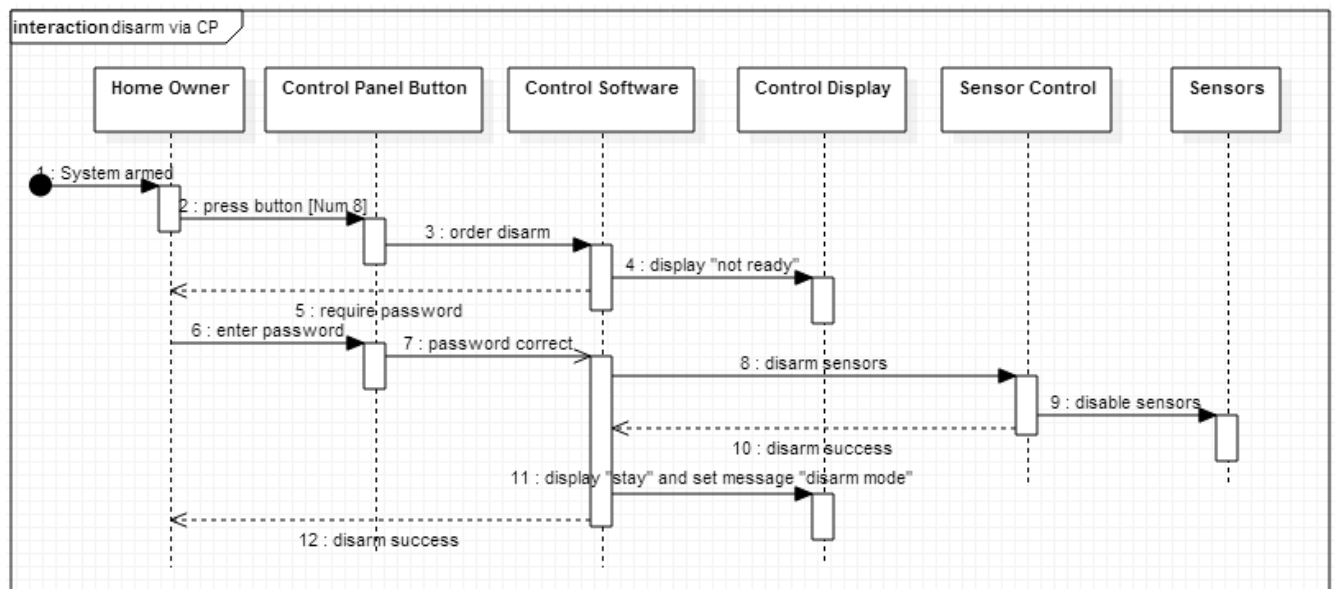 interaction disarm via CP
Home Owner
Control Panel Button
Control Software
Control Display
Sensor Control
Sensors
1 : System armed
2 : press button [Num 8]
3 : order disarm
4 : display "not ready"
5 : require password
6 : enter password
7 : password correct
8 : disarm sensors
9 : disable sensors
10 : disarm success
11 : display "stay" and set message "disarm mode"
12 : disarm success